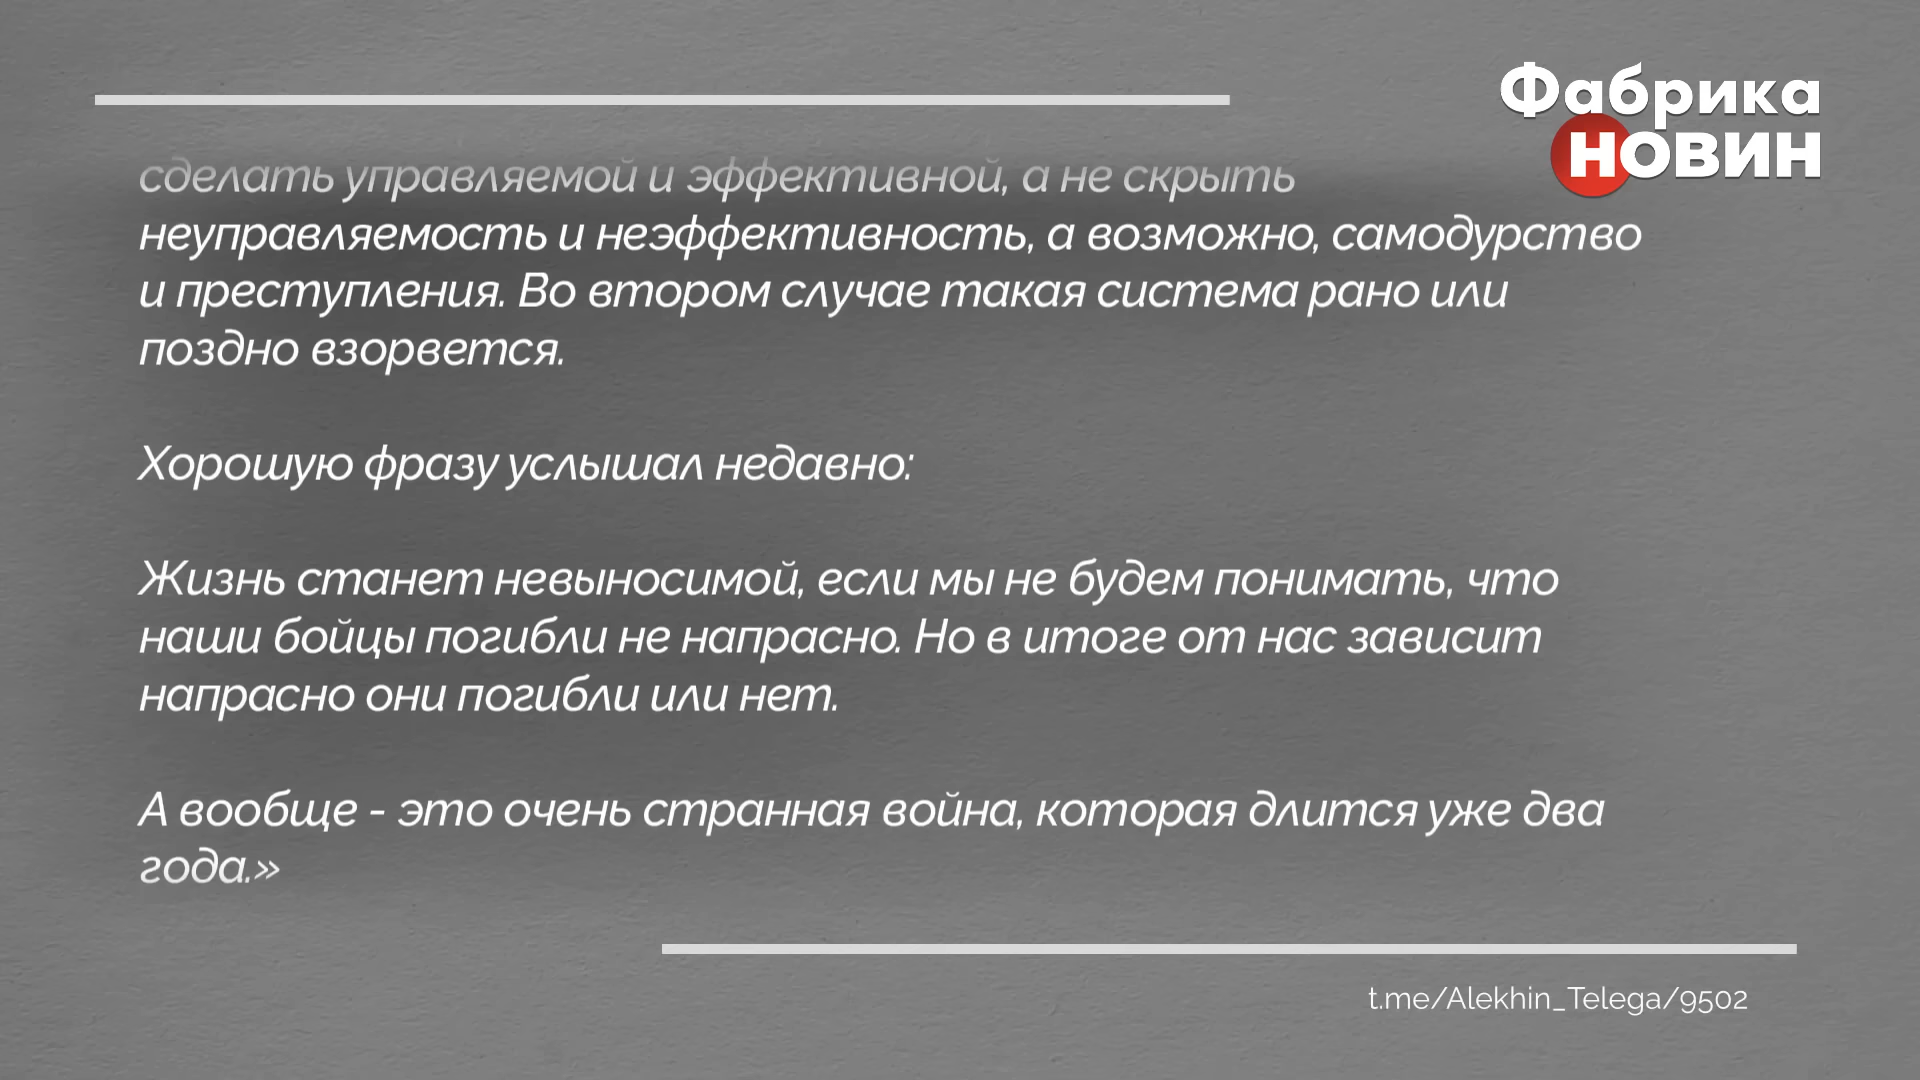 Фабрика
новин
сделать управляемой и эффективной, а не скрыть
неуправляемость и неэффективность, а возможно, самодурство
и преступления. Во втором случае такая система рано или
поздно взорвется.
Хорошую фразу услышал недавно:
Жизнь станет невыносимой, если мы не будем понимать, что
наши бойцы погибли не напрасно. Но в итоге от нас зависит
напрасно они погибли или нет.
А вообще - это очень странная война, которая длится уже два
года.»
t.me/Alekhin_Telega/9502